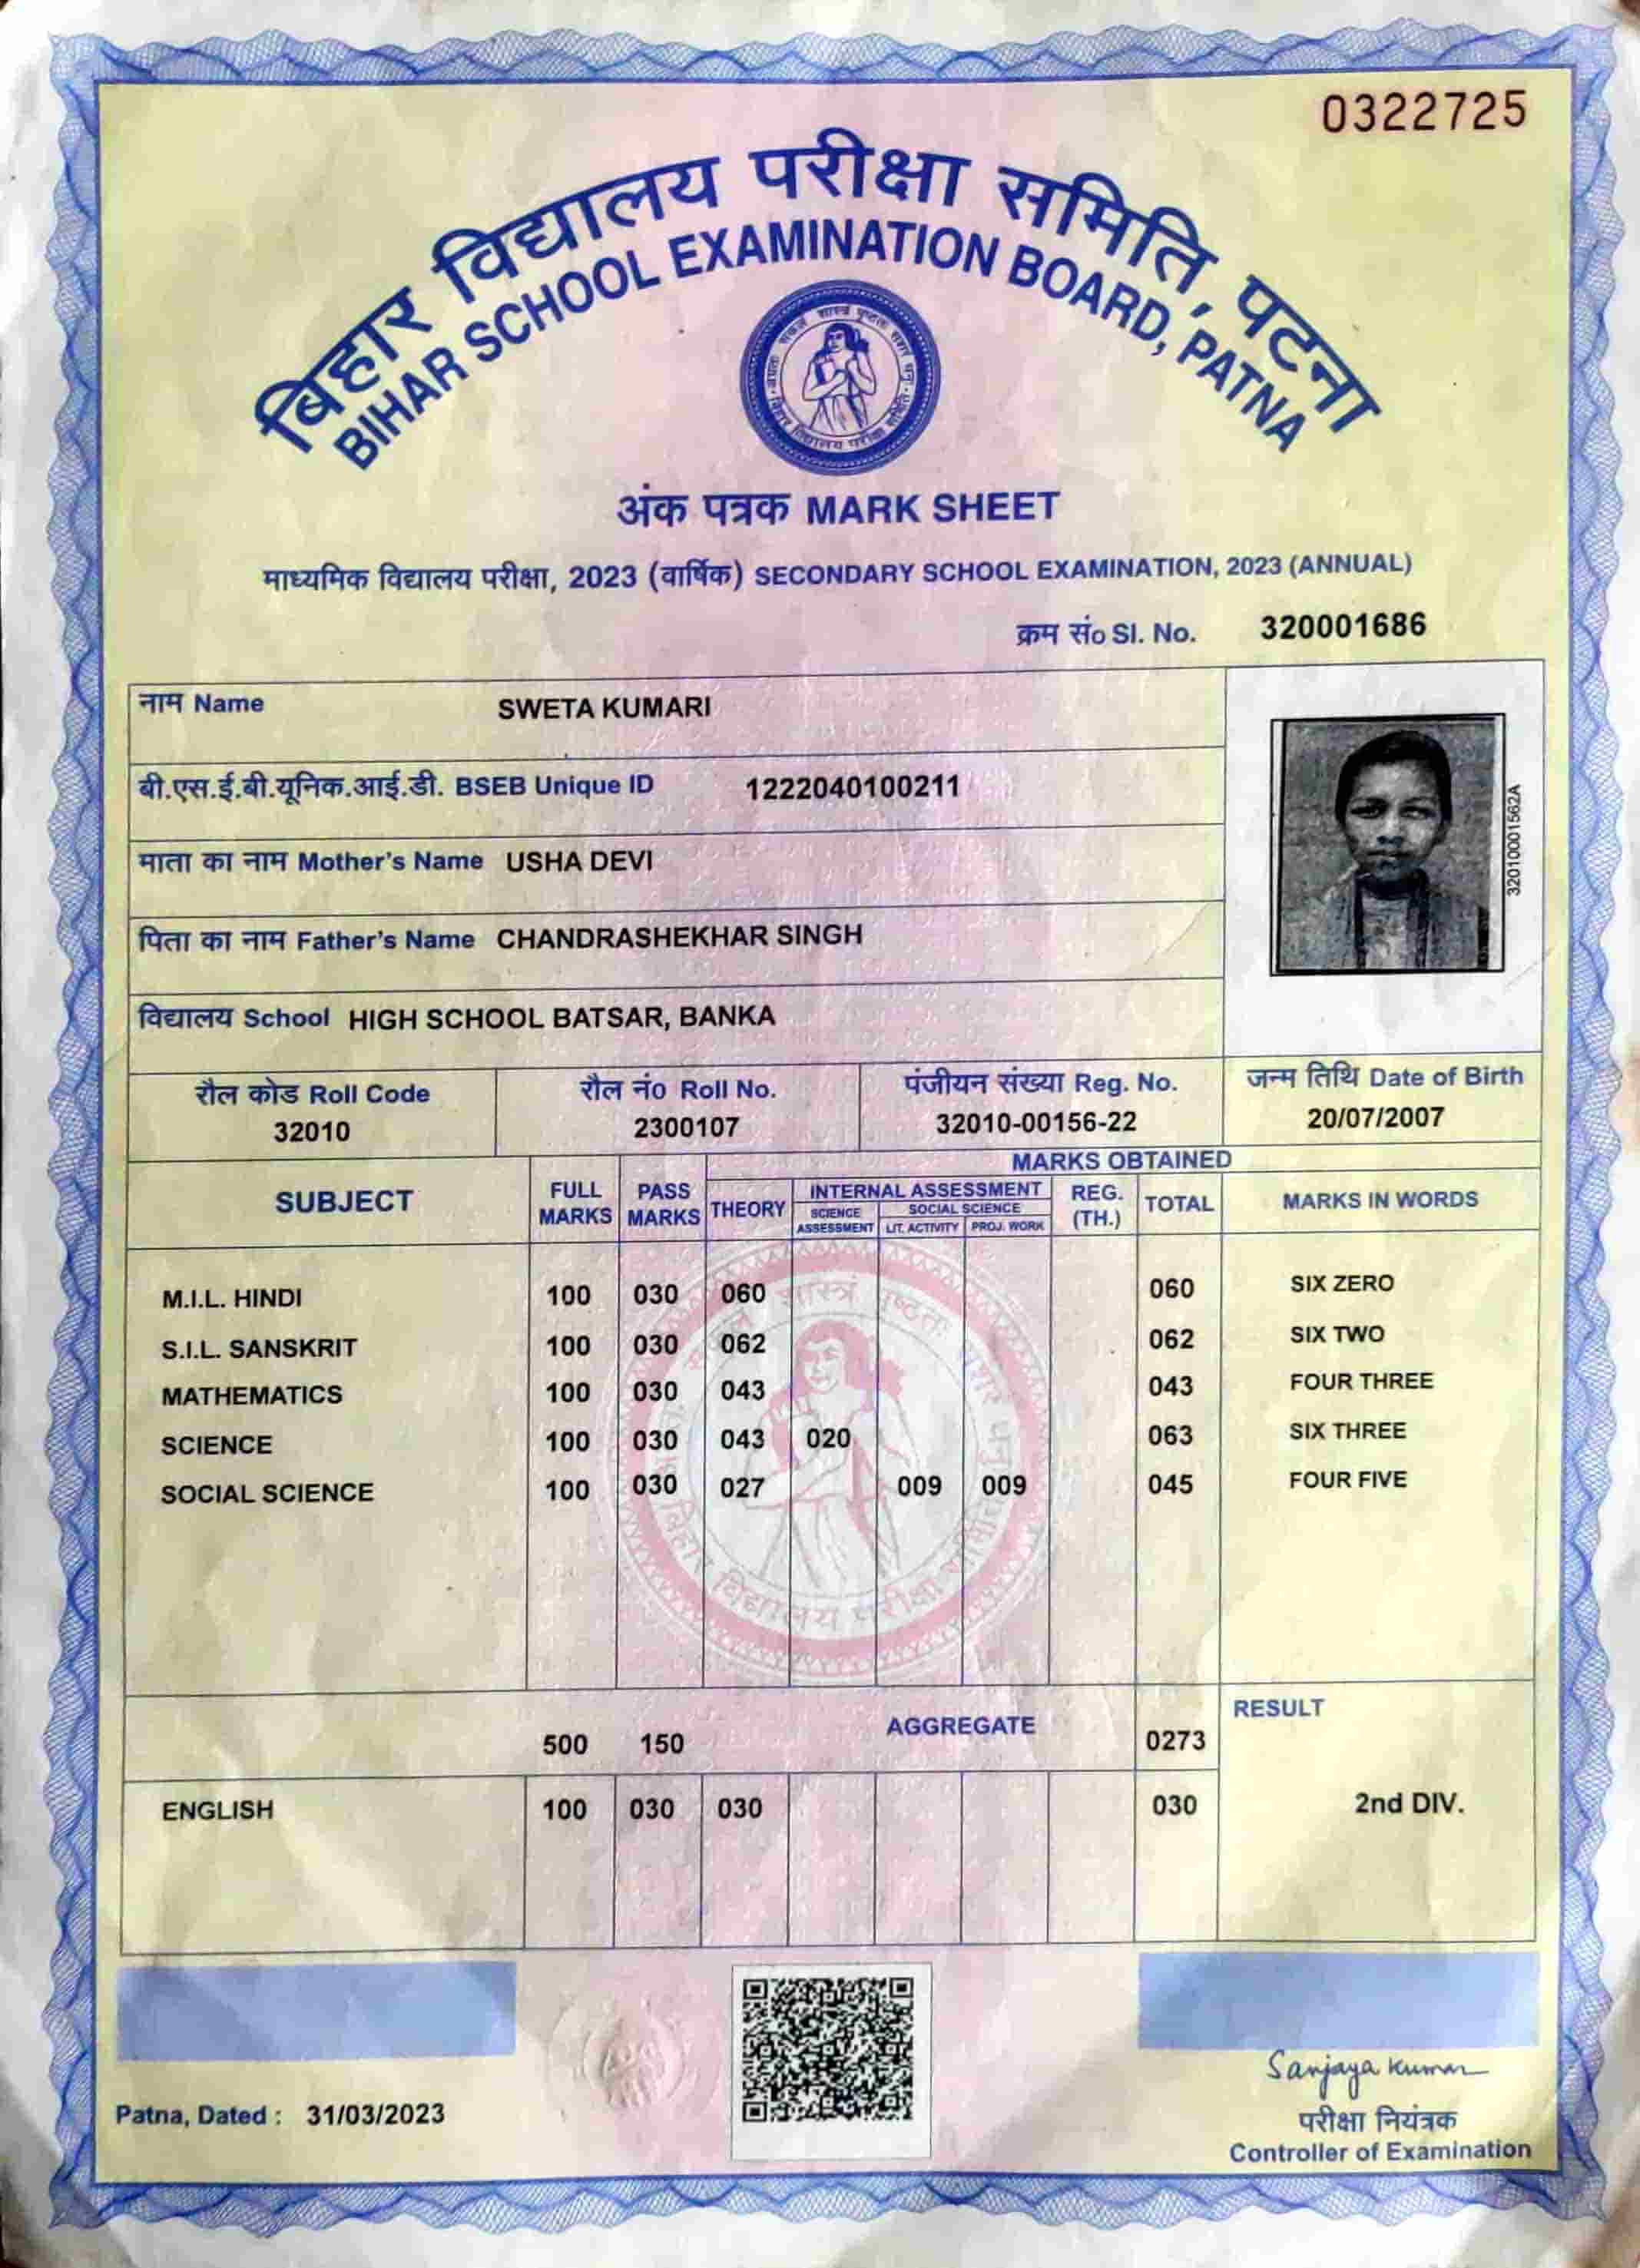 0322725
बिहार विद्यालय परीक्षा समिति, पटना
BIHAR SCHOOL EXAMINATION BOARD, PATNA
अंक पत्रक MARK SHEET
माध्यमिक विद्यालय परीक्षा, 2023 (वार्षिक) SECONDARY SCHOOL EXAMINATION, 2023 (ANNUAL)
क्रम सं० Sl. No. 320001686
नाम Name SWETA KUMARI
बी.एस.ई.बी.यूनिक.आई.डी. BSEB Unique ID 1222040100211
माता का नाम Mother's Name USHA DEVI
पिता का नाम Father's Name CHANDRASHEKHAR SINGH
विद्यालय School HIGH SCHOOL BATSAR, BANKA
320100001562A
रौल कोड Roll Code रौल नं० Roll No. पंजीयन संख्या Reg. No. जन्म तिथि Date of Birth
32010 2300107 32010-00156-22 20/07/2007
MARKS OBTAINED
SUBJECT FULL MARKS PASS MARKS THEORY INTERNAL ASSESSMENT REG. (TH.) TOTAL MARKS IN WORDS
SCIENCE ASSESSMENT SOCIAL SCIENCE
LIT. ACTIVITY PROJ. WORK
M.I.L. HINDI 100 030 060 060 SIX ZERO
S.I.L. SANSKRIT 100 030 062 062 SIX TWO
MATHEMATICS 100 030 043 043 FOUR THREE
SCIENCE 100 030 043 020 063 SIX THREE
SOCIAL SCIENCE 100 030 027 009 009 045 FOUR FIVE
500 150 AGGREGATE 0273 RESULT
ENGLISH 100 030 030 030 2nd DIV.
Patna, Dated : 31/03/2023
Sanjaya Kumar
परीक्षा नियंत्रक
Controller of Examination